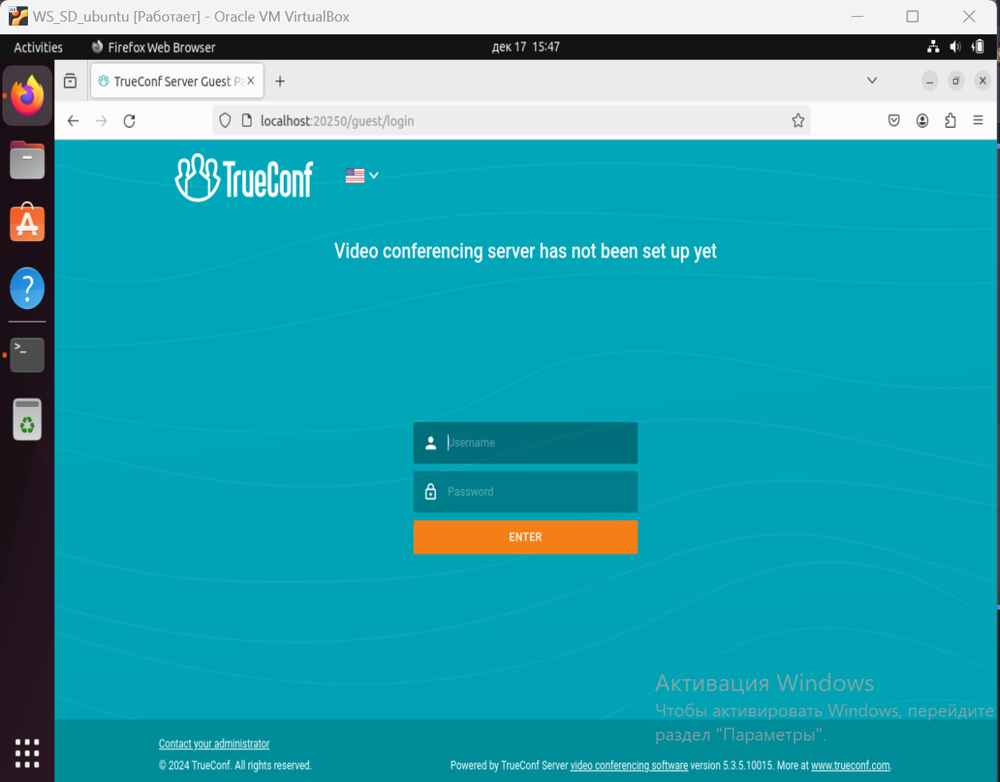 WS_SD_ubuntu [Работает] - Oracle VM VirtualBox
Activities Firefox Web Browser дек 17 15:47
TrueConf Server Guest Pa
localhost:20250/guest/login
TrueConf
Video conferencing server has not been set up yet
Username
Password
ENTER
Активация Windows
Чтобы активировать Windows, перейдите
раздел "Параметры".
Contact your administrator
© 2024 TrueConf. All rights reserved.
Powered by TrueConf Server video conferencing software version 5.3.5.10015. More at www.trueconf.com.